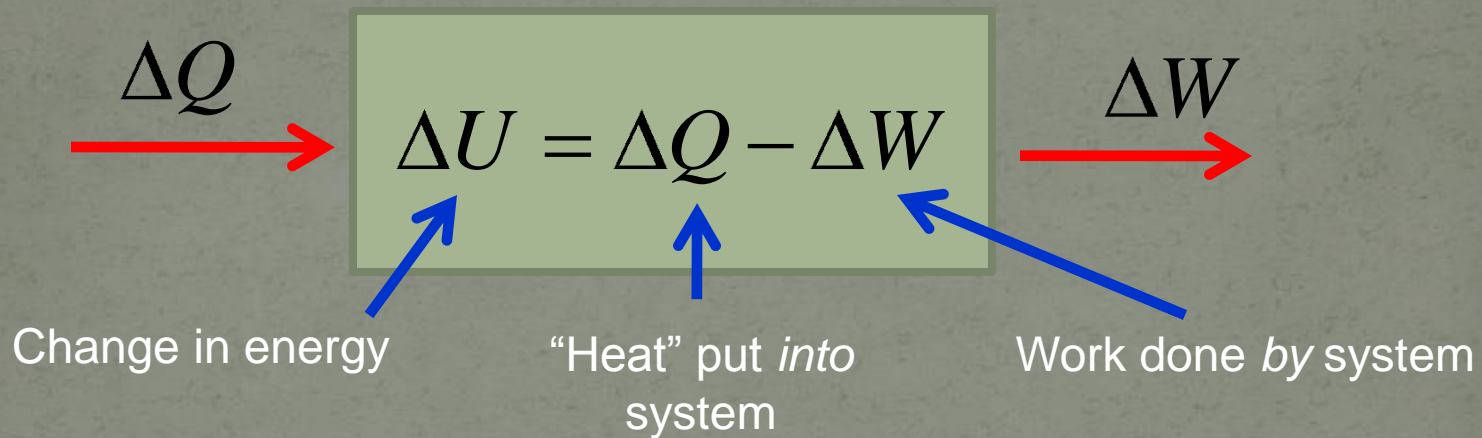 ΔQ
ΔU = ΔQ − ΔW
ΔW
Change in energy
“Heat” put into
system
Work done by system